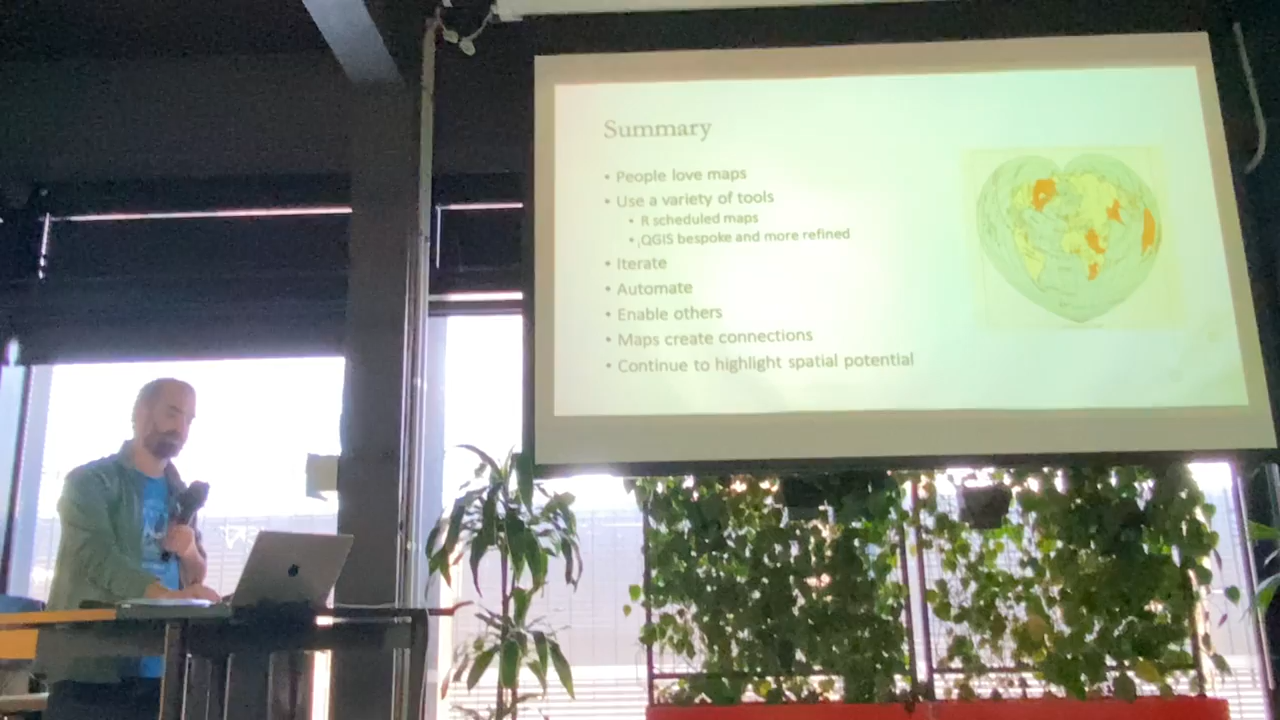 Summary
• People love maps
• Use a variety of tools
• R scheduled maps
• QGIS bespoke and more refined
• Iterate
• Automate
• Enable others
• Maps create connections
• Continue to highlight spatial potential